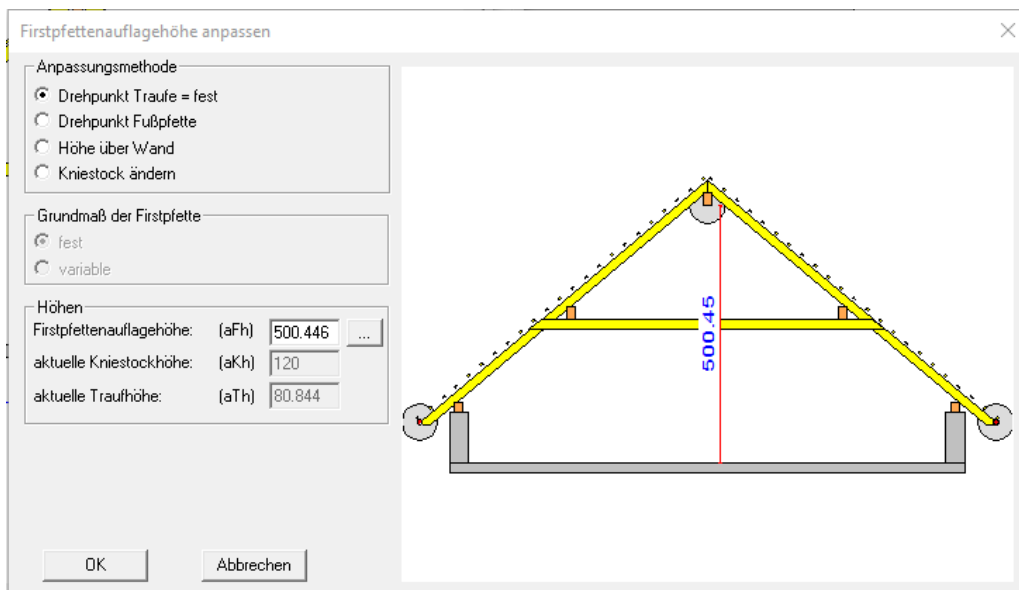 Firstpfettenauflagehöhe anpassen
Anpassungsmethode
Drehpunkt Traufe = fest
Drehpunkt Fußpfette
Höhe über Wand
Kniestock ändern
Grundmaß der Firstpfette
fest
variable
Höhen
Firstpfettenauflagehöhe: (aFh) 500.446 ...
aktuelle Kniestockhöhe: (aKh) 120
aktuelle Traufhöhe: (aTh) 80.844
OK Abbrechen
500.45